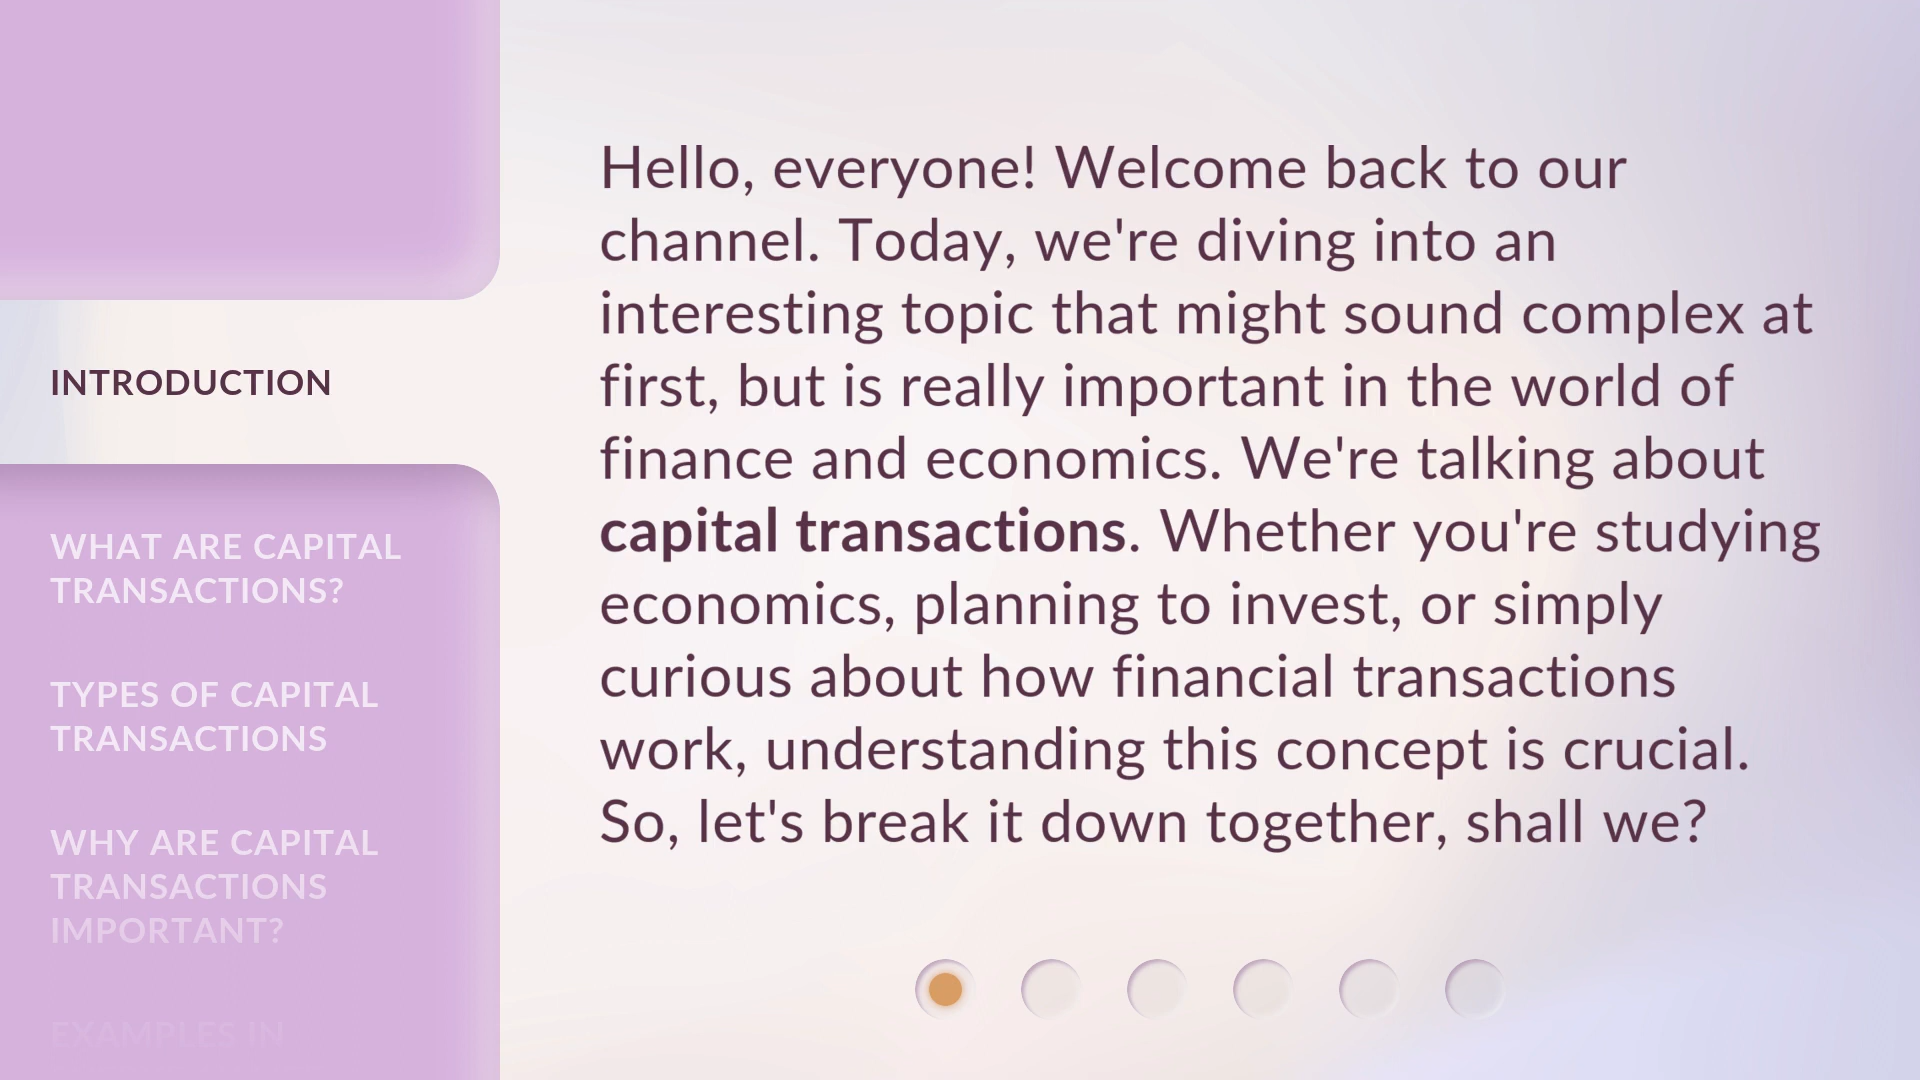 INTRODUCTION
WHAT ARE CAPITAL
TRANSACTIONS?
TYPES OF CAPITAL
TRANSACTIONS
WHY ARE CAPITAL
TRANSACTIONS
IMPORTANT?
EXAMPLES IN
Hello, everyone! Welcome back to our
channel. Today, we're diving into an
interesting topic that might sound complex at
first, but is really important in the world of
finance and economics. We're talking about
capital transactions. Whether you're studying
economics, planning to invest, or simply
curious about how financial transactions
work, understanding this concept is crucial.
So, let's break it down together, shall we?